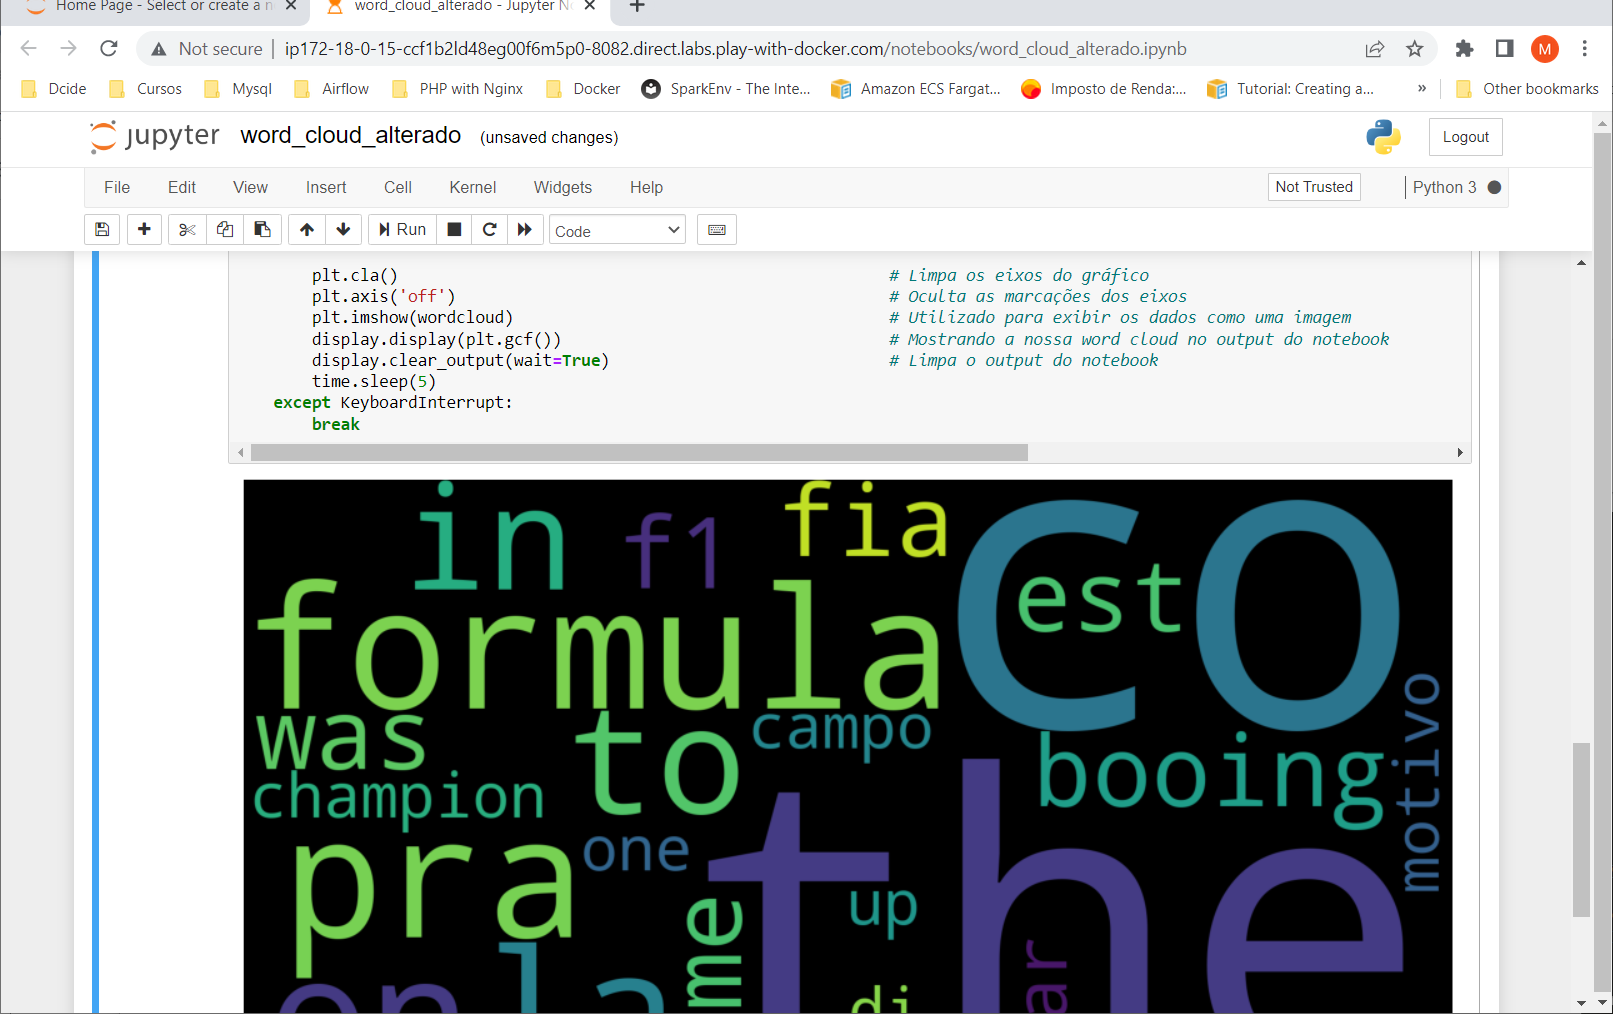 Home Page - Select or create a n
word_cloud_alterado - Jupyter N
Not secure | ip172-18-0-15-ccf1b2ld48eg00f6m5p0-8082.direct.labs.play-with-docker.com/notebooks/word_cloud_alterado.ipynb
M
Dcide Cursos Mysql Airflow PHP with Nginx Docker SparkEnv - The Inte... Amazon ECS Fargat... Imposto de Renda:... Tutorial: Creating a... » Other bookmarks
jupyter word_cloud_alterado (unsaved changes) Logout
File Edit View Insert Cell Kernel Widgets Help Not Trusted Python 3
Run Code
plt.cla() # Limpa os eixos do gráfico
plt.axis('off') # Oculta as marcações dos eixos
plt.imshow(wordcloud) # Utilizado para exibir os dados como uma imagem
display.display(plt.gcf()) # Mostrando a nossa word cloud no output do notebook
display.clear_output(wait=True) # Limpa o output do notebook
time.sleep(5)
except KeyboardInterrupt:
break
in f1 fia co
est
formula
was to campo
booing
motivo
champion
pra one
the
up
me
la
di
ar